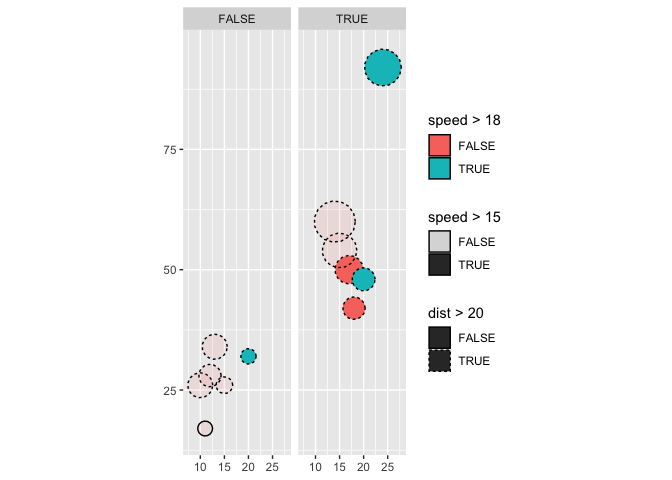 FALSE TRUE
75
50
25
10 15 20 25 10 15 20 25
speed > 18
FALSE
TRUE
speed > 15
FALSE
TRUE
dist > 20
FALSE
TRUE